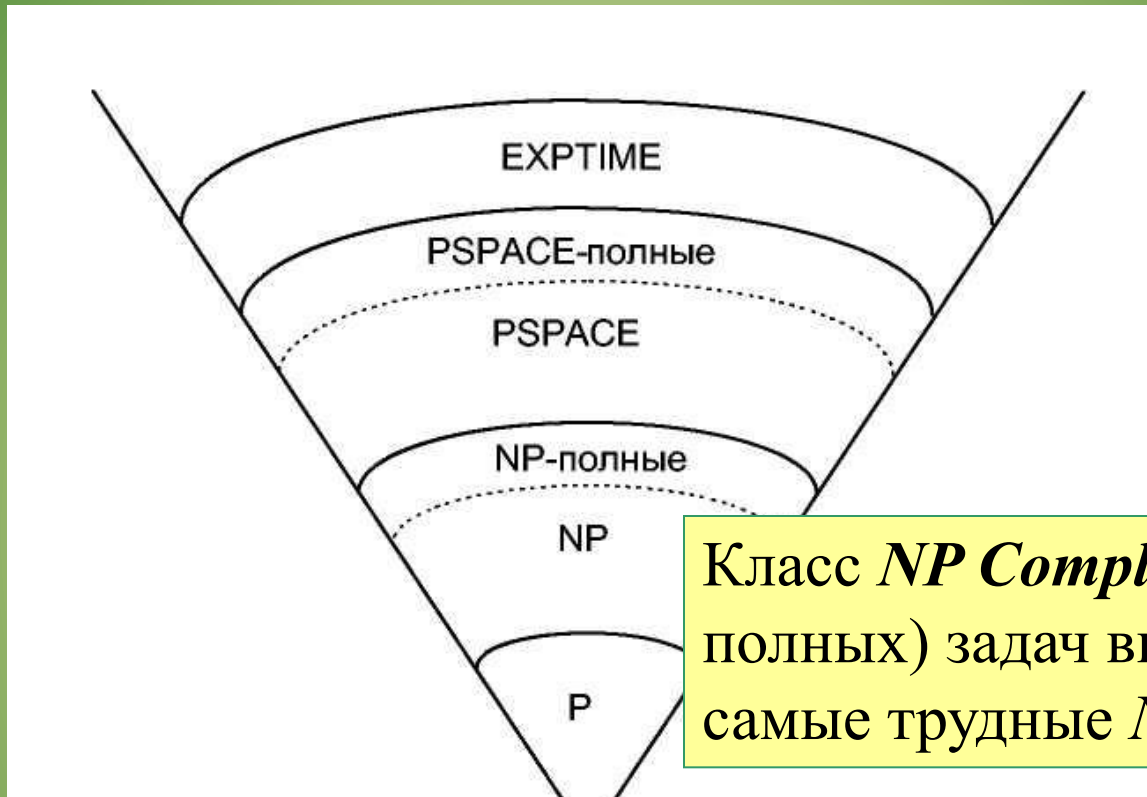 EXPTIME
PSPACE-полные
PSPACE
NP-полные
NP
P
Класс NP
полных) задач
самые трудные